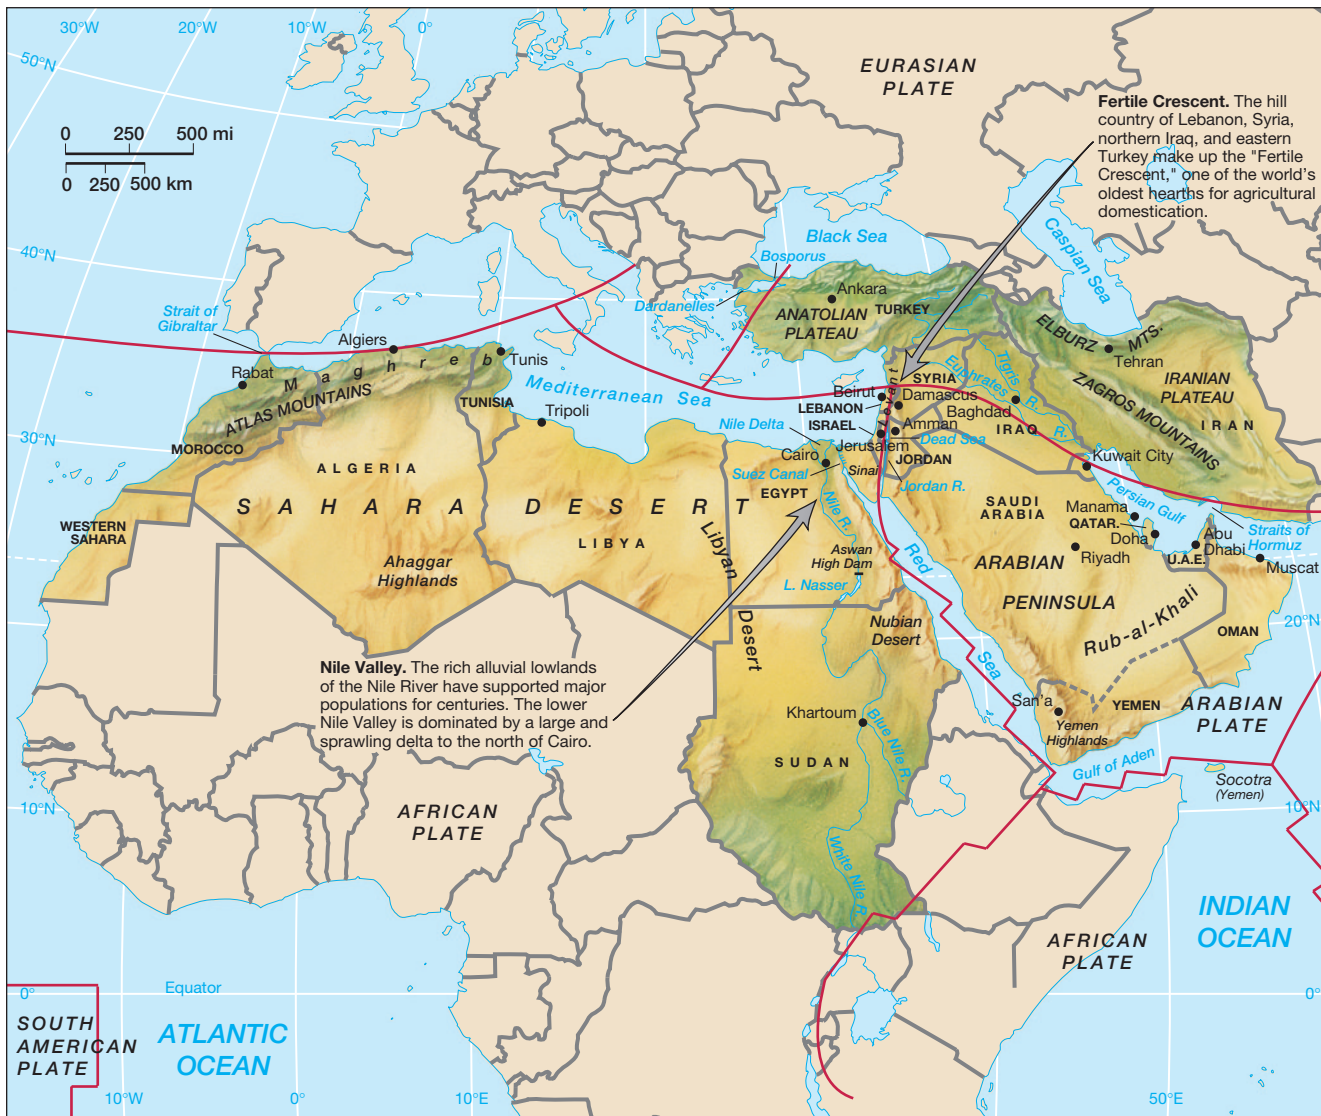 30°W
20°W
10°W
0°
50°N
EURASIAN
PLATE
Fertile Crescent. The hill
country of Lebanon, Syria,
northern Iraq, and eastern
Turkey make up the "Fertile
Crescent," one of the world's
oldest hearths for agricultural
domestication.
0 250 500 mi
0 250 500 km
40°N
Black Sea
Bosporus
Caspian Sea
Strait of
Gibraltar
Dardanelles
Ankara
ANATOLIAN
PLATEAU
TURKEY
ELBURZ MTS.
Tehran
Algiers
Tunis
Rabat
Maghreb
ATLAS MOUNTAINS
Mediterranean Sea
TUNISIA
Tripoli
Levant
SYRIA
Euphrates R.
Tigris R.
ZAGROS MOUNTAINS
IRANIAN
PLATEAU
IRAN
Beirut
Damascus
LEBANON
Baghdad
ISRAEL
Amman
IRAQ
Nile Delta
Jerusalem
Dead Sea
30°N
MOROCCO
ALGERIA
Cairo
Suez Canal
Sinai
JORDAN
Jordan R.
Kuwait City
SAHARA DESERT
EGYPT
Nile R.
SAUDI
ARABIA
Persian Gulf
Manama
QATAR
Doha
Abu
Dhabi
Straits of
Hormuz
WESTERN
SAHARA
LIBYA
Libyan
Desert
Ahaggar
Highlands
Aswan
High Dam
L. Nasser
Red
Sea
ARABIAN
PENINSULA
Riyadh
U.A.E.
Muscat
Nubian
Desert
Rub-al-Khali
OMAN
20°N
Nile Valley. The rich alluvial lowlands
of the Nile River have supported major
populations for centuries. The lower
Nile Valley is dominated by a large and
sprawling delta to the north of Cairo.
Khartoum
Blue Nile R.
SUDAN
San'a
YEMEN
Yemen
Highlands
ARABIAN
PLATE
Gulf of Aden
Socotra
(Yemen)
10°N
10°N
AFRICAN
PLATE
White Nile R.
INDIAN
OCEAN
AFRICAN
PLATE
0°
Equator
0°
SOUTH
AMERICAN
PLATE
ATLANTIC
OCEAN
10°W
0°
10°E
50°E